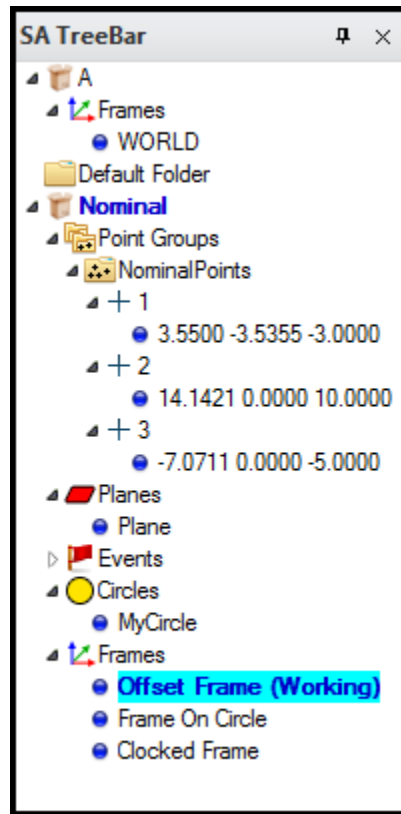 SA TreeBar
A
Frames
WORLD
Default Folder
Nominal
Point Groups
NominalPoints
1
3.5500 -3.5355 -3.0000
2
14.1421 0.0000 10.0000
3
-7.0711 0.0000 -5.0000
Planes
Plane
Events
Circles
MyCircle
Frames
Offset Frame (Working)
Frame On Circle
Clocked Frame